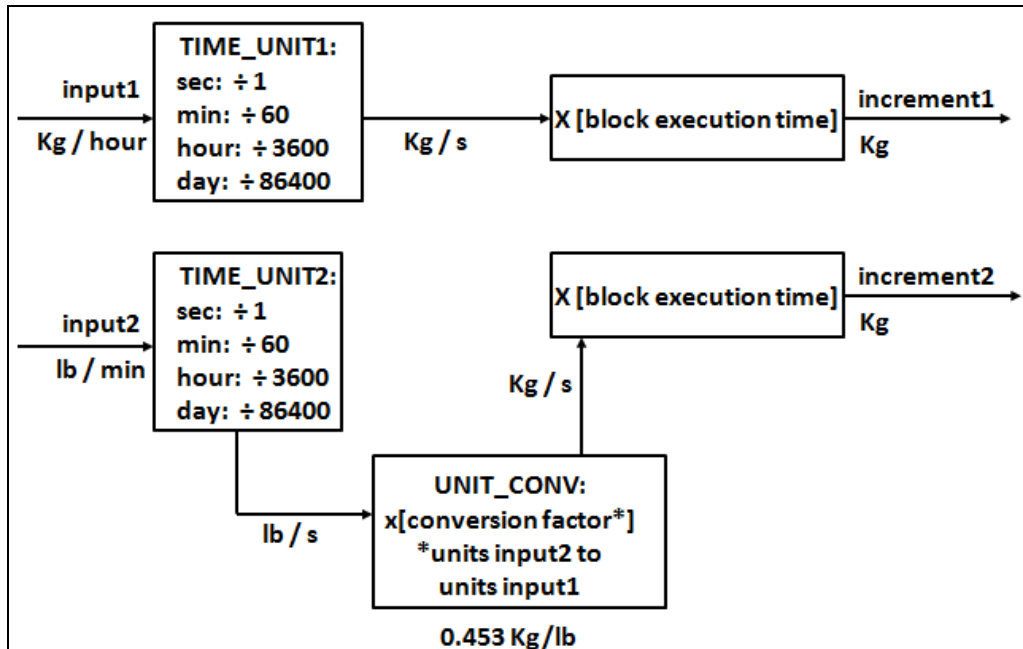 TIME_UNIT1:
sec: ÷1
min: ÷60
hour: ÷3600
day: ÷86400
input1
Kg / hour
Kg / s
X [block execution time]
increment1
Kg
TIME_UNIT2:
sec: ÷1
min: ÷60
hour: ÷3600
day: ÷86400
input2
lb / min
lb / s
UNIT_CONV:
x[conversion factor*]
*units input2 to
units input1
0.453 Kg/lb
Kg / s
X [block execution time]
increment2
Kg